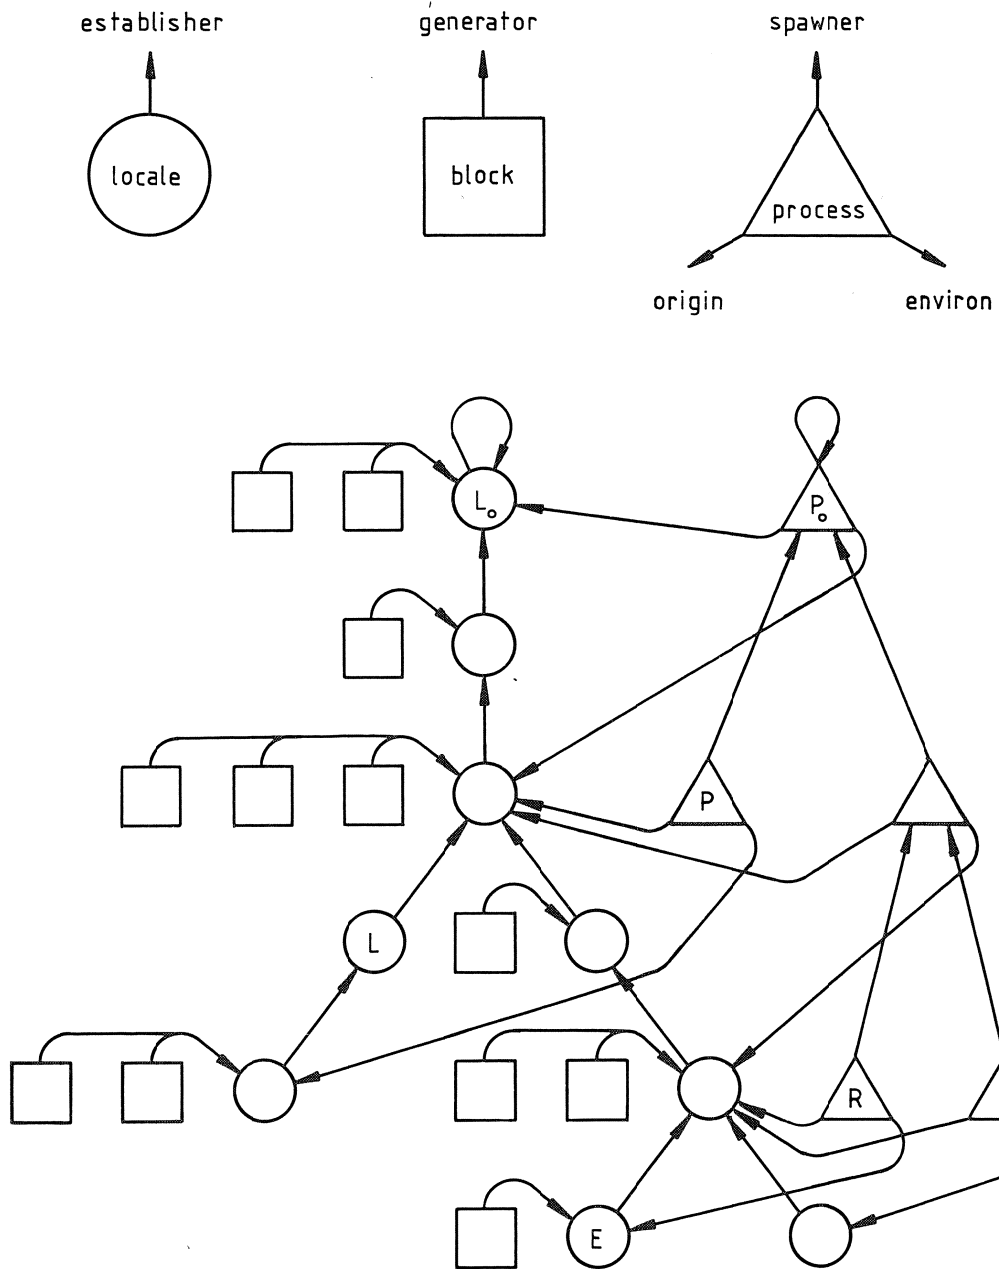 establisher generator spawner
locale block process
origin environ
L₀ P₀
P
L
R
E